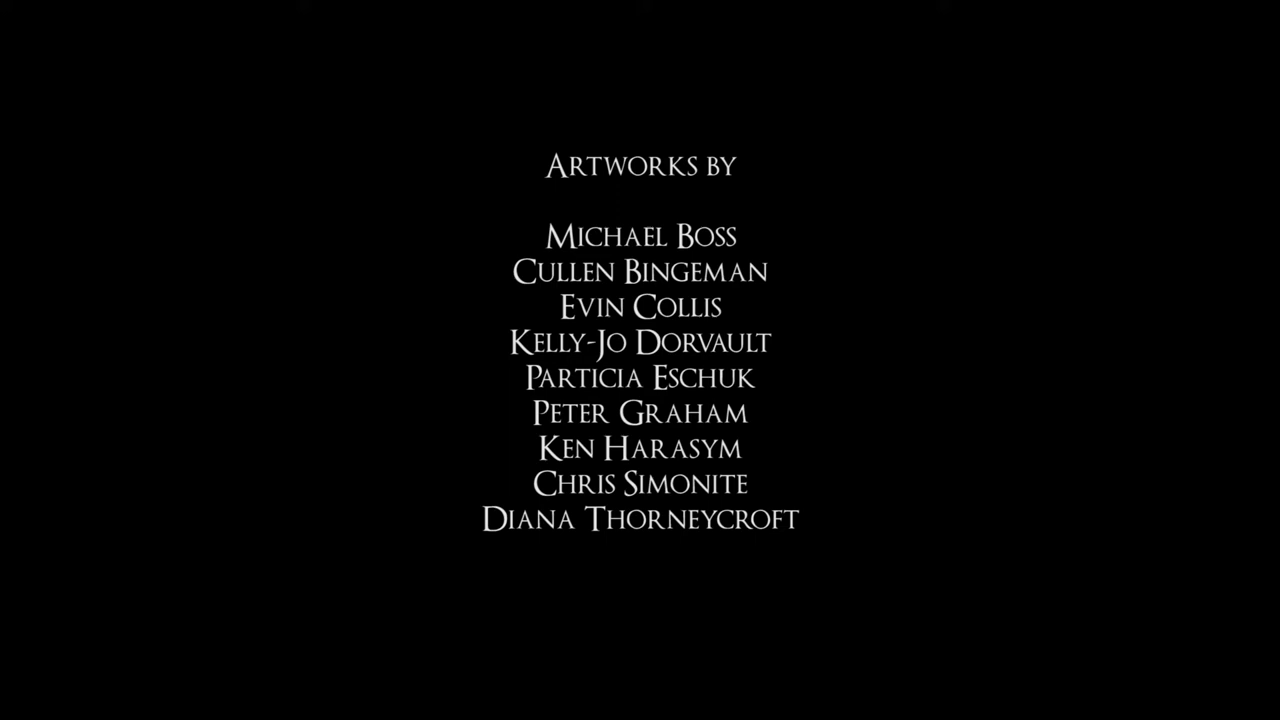 Artworks by
Michael Boss
Cullen Bingeman
Evin Collis
Kelly-Jo Dorvault
Particia Eschuk
Peter Graham
Ken Harasym
Chris Simonite
Diana Thorneycroft